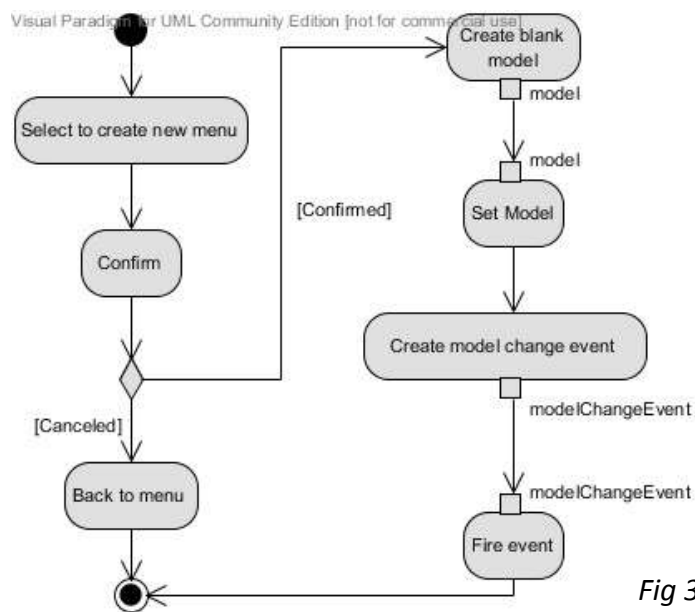 Visual Paradigm for UML Community Edition [not for commercial use]
Select to create new menu
Confirm
[Canceled]
Back to menu
[Confirmed]
Create blank
model
model
model
Set Model
Create model change event
modelChangeEvent
modelChangeEvent
Fire event
Fig 3